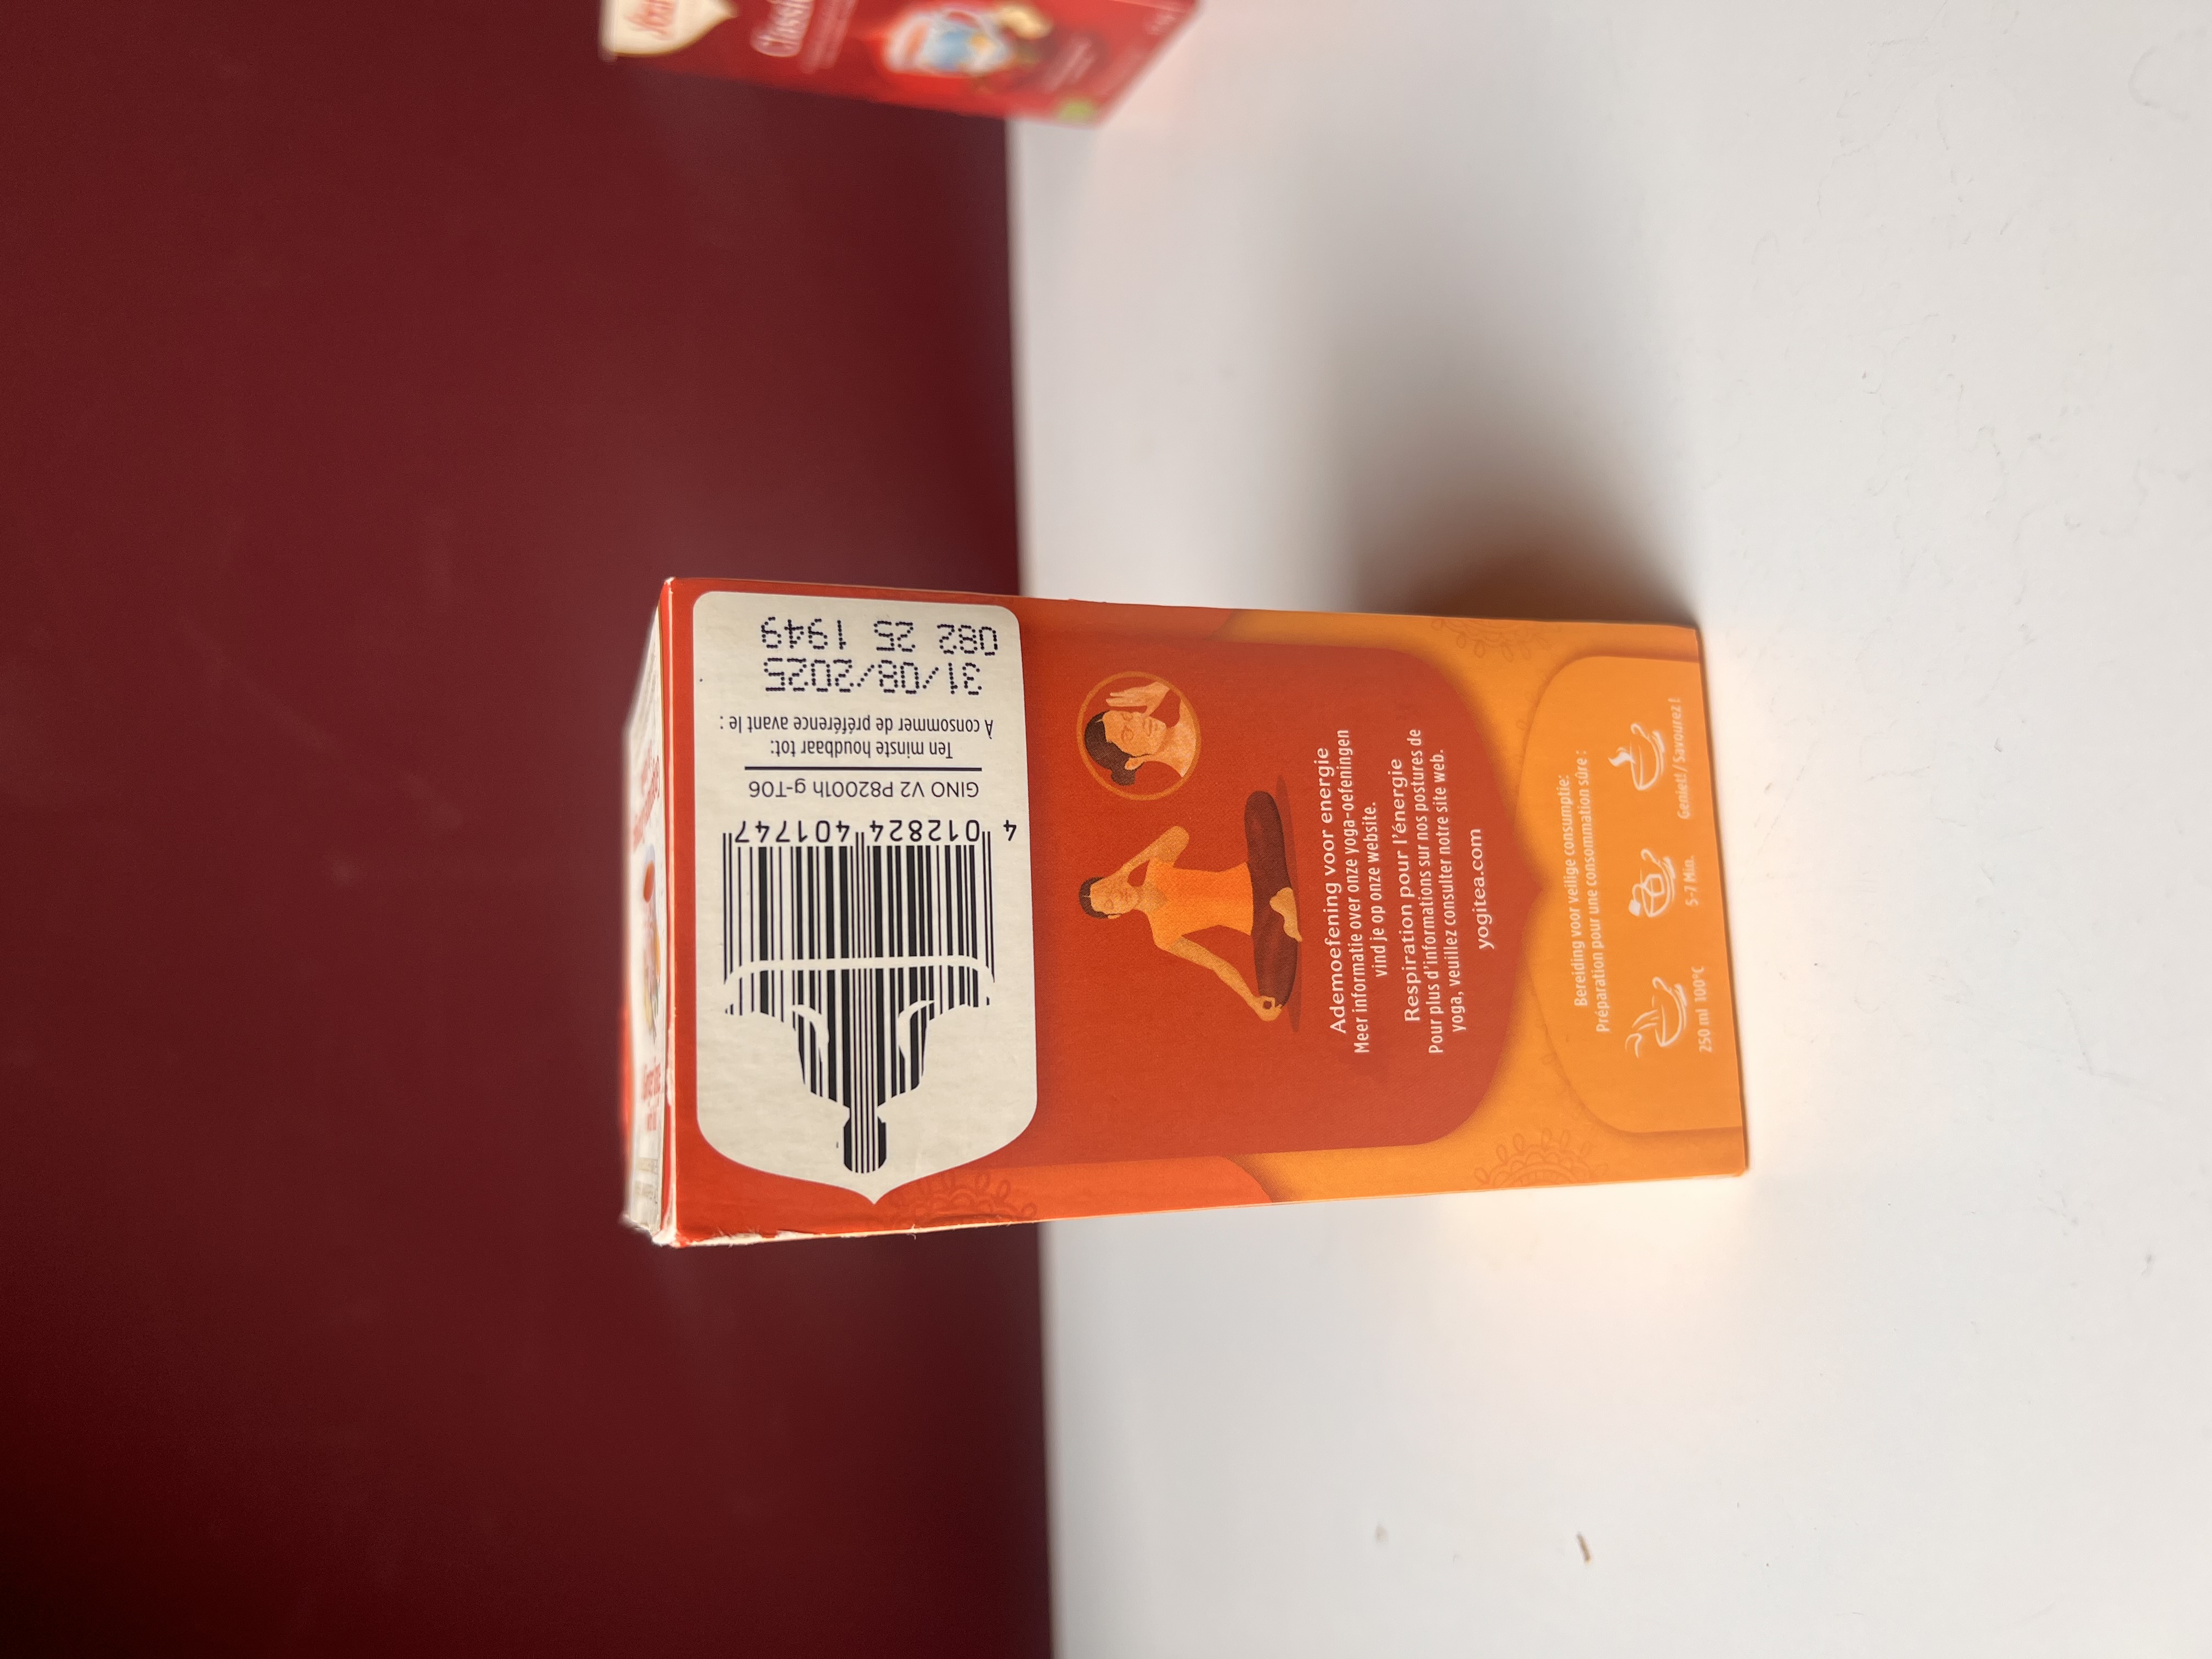 4 012824 401747
GINO V2 P82001h g-T06
Ten minste houdbaar tot:
À consommer de préférence avant le :
31/08/2025
082 25 1949
Ademoefening voor energie
Meer informatie over onze yoga-oefeningen
vind je op onze website.
Respiration pour l'énergie
Pour plus d'informations sur nos postures de
yoga, veuillez consulter notre site web.
yogitea.com
Bereiding voor veilige consumptie:
Préparation pour une consommation sûre :
250 ml 100°C
5-7 Min.
Geniet! / Savourez !